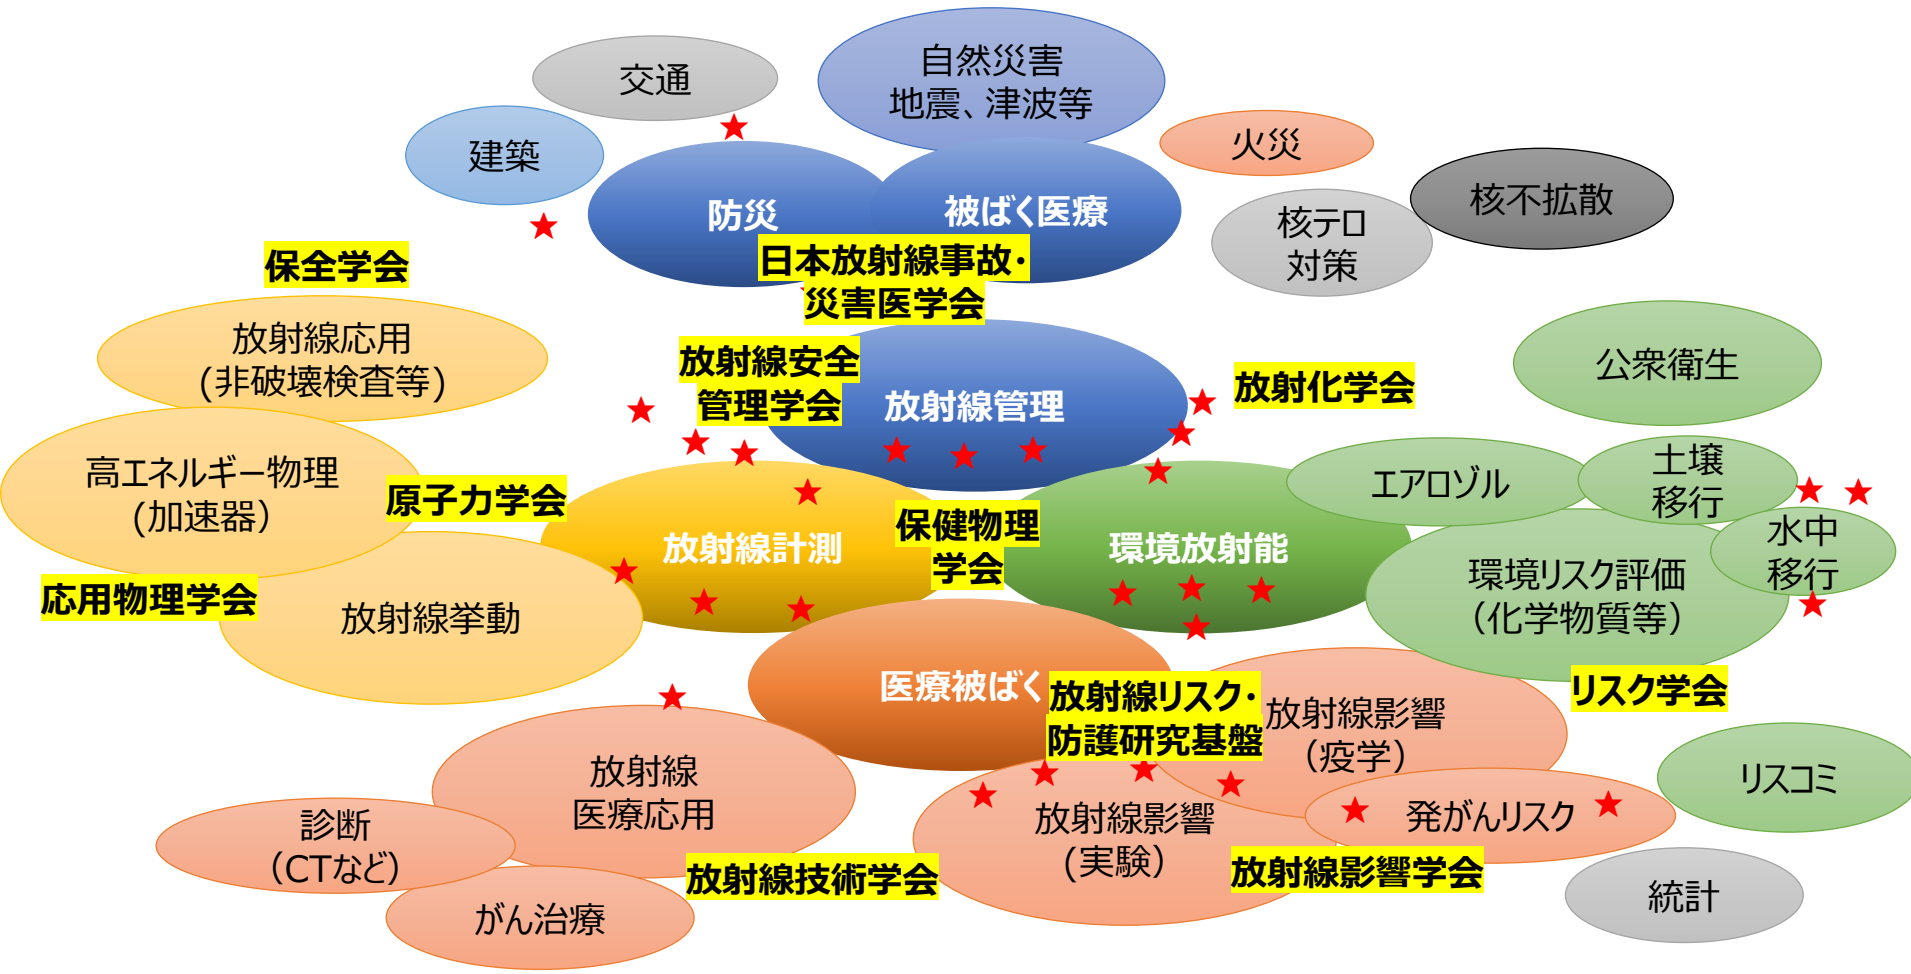 自然災害
地震、津波等
交通
建築
火災
核不拡散
防災
被ばく医療
核テロ
対策
日本放射線事故・
災害医学会
保全学会
放射線応用
(非破壊検査等)
放射線安全
管理学会
放射線管理
放射化学会
公衆衛生
高エネルギー物理
(加速器)
原子力学会
エアロゾル
土壌
移行
放射線計測
保健物理
学会
環境放射能
水中
移行
環境リスク評価
(化学物質等)
応用物理学会
放射線挙動
医療被ばく
放射線リスク・
防護研究基盤
放射線影響
(疫学)
リスク学会
放射線
医療応用
リスコミ
診断
(CTなど)
放射線影響
(実験)
発がんリスク
放射線技術学会
放射線影響学会
がん治療
統計